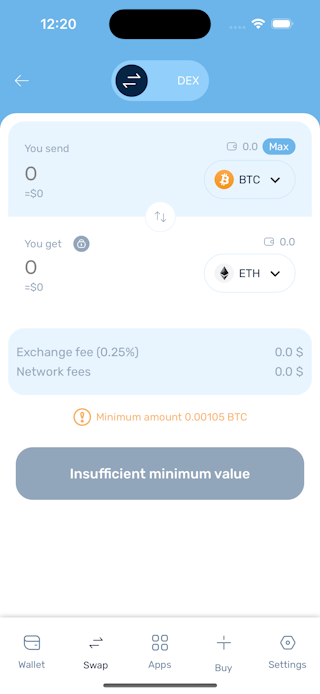 12:20
DEX
You send
0.0 Max
0
BTC
≈$0
You get
0.0
0
ETH
≈$0
Exchange fee (0.25%) 0.0 $
Network fees 0.0 $
Minimum amount 0.00105 BTC
Insufficient minimum value
Wallet Swap Apps Buy Settings